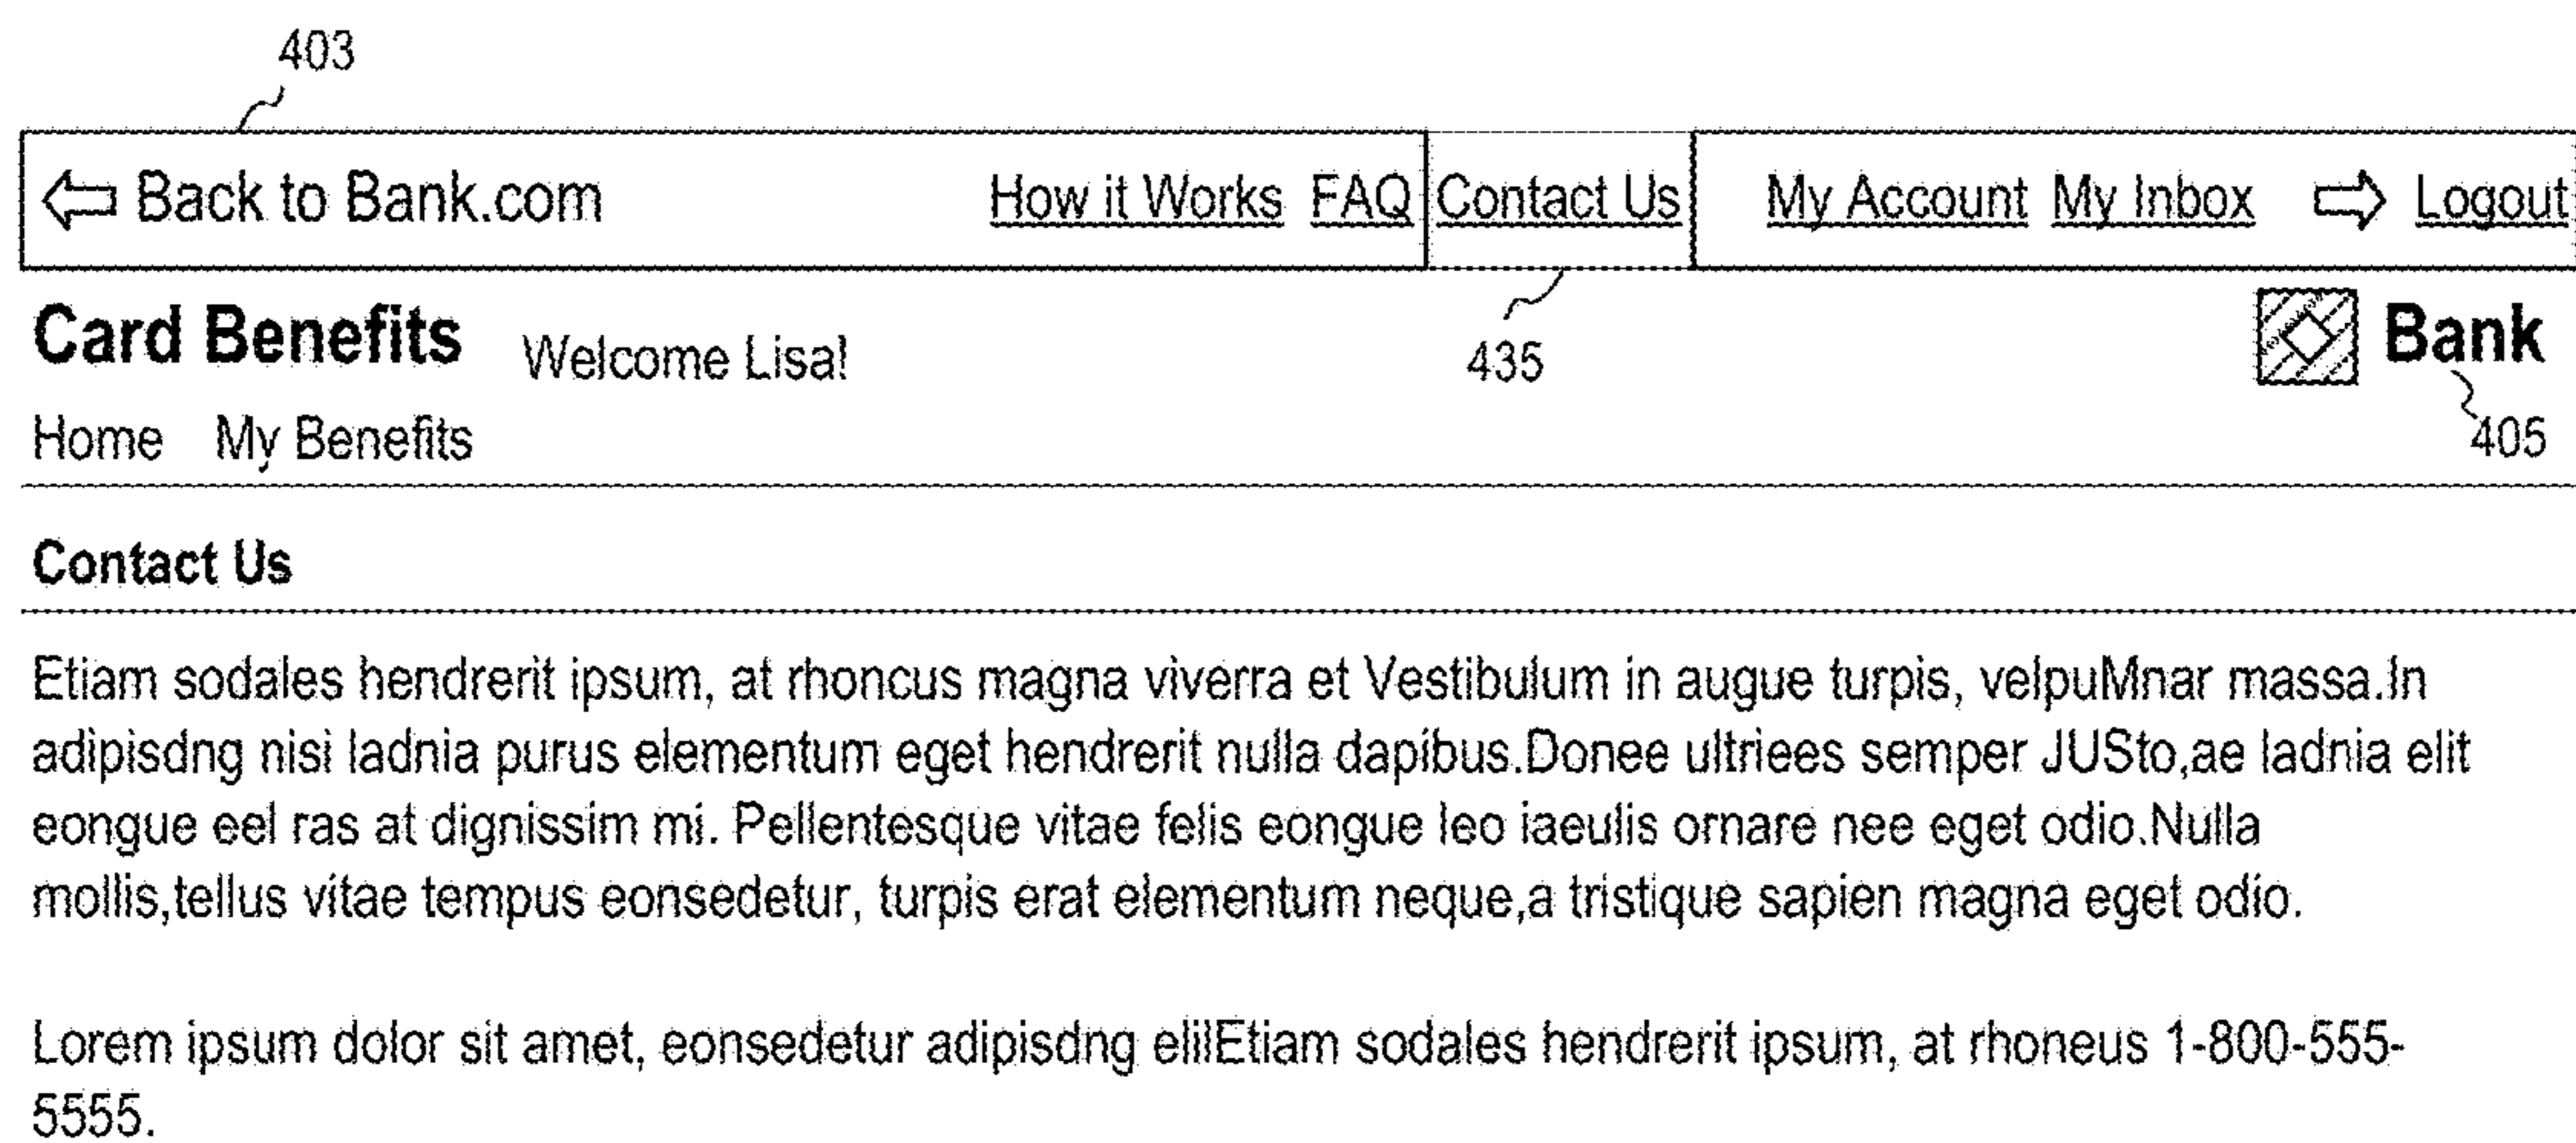 403
Back to Bank.com How it Works FAQ Contact Us My Account My Inbox Logout
Card Benefits Welcome Lisa! 435 Bank
Home My Benefits 405
Contact Us
Etiam sodales hendrerit ipsum, at rhoncus magna viverra et Vestibulum in augue turpis, velpuMnar massa.In
adipisdng nisi ladnia purus elementum eget hendrerit nulla dapibus.Donee ultriees semper JUSto,ae ladnia elit
eongue eel ras at dignissim mi. Pellentesque vitae felis eongue leo iaeulis ornare nee eget odio.Nulla
mollis,tellus vitae tempus eonsedetur, turpis erat elementum neque,a tristique sapien magna eget odio.
Lorem ipsum dolor sit amet, eonsedetur adipisdng elilEtiam sodales hendrerit ipsum, at rhoneus 1-800-555-
5555.